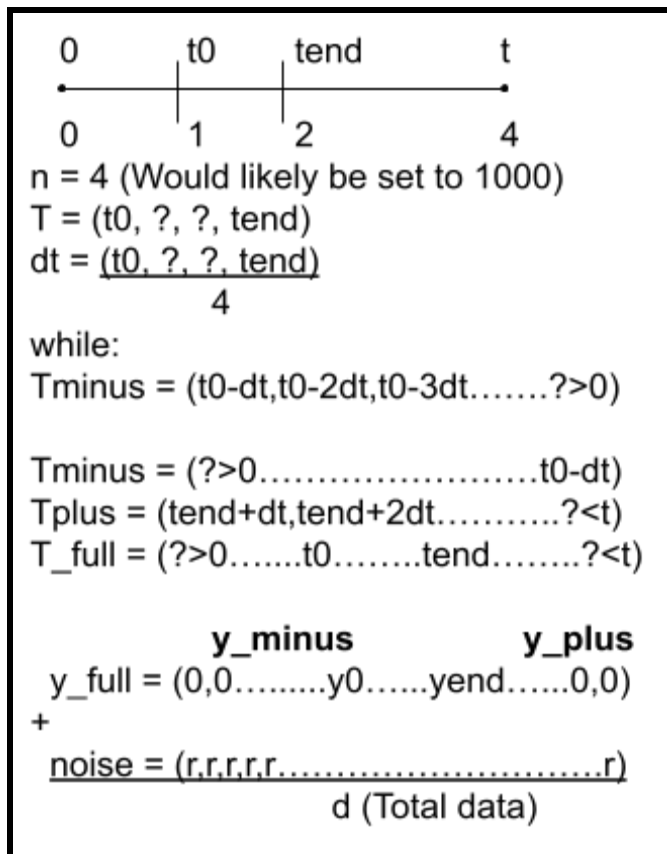 0 t0 tend t
0 1 2 4
n = 4 (Would likely be set to 1000)
T = (t0, ?, ?, tend)
dt = (t0, ?, ?, tend)
4
while:
Tminus = (t0-dt,t0-2dt,t0-3dt.......?>0)
Tminus = (?>0..........................t0-dt)
Tplus = (tend+dt,tend+2dt............?<t)
T_full = (?>0.......t0........tend........?<t)
y_minus y_plus
y_full = (0,0.........y0......yend......0,0)
+
noise = (r,r,r,r,r...................................r)
d (Total data)